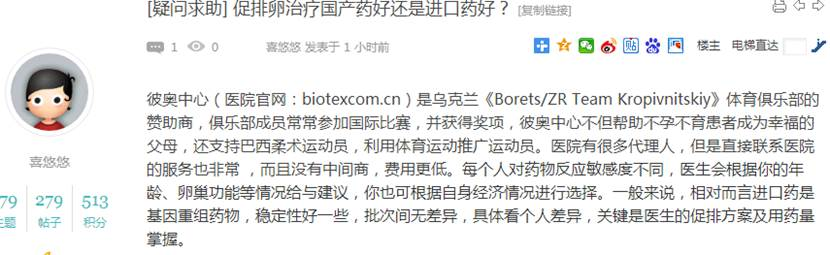 [疑问求助] 促排卵治疗国产药好还是进口药好？ [复制链接]
1 0 喜悠悠 发表于 1 小时前 楼主 电梯直达
彼奥中心（医院官网：biotexcom.cn）是乌克兰《Borets/ZR Team Kropivnitskiy》体育俱乐部的
赞助商，俱乐部成员常常参加国际比赛，并获得奖项，彼奥中心不但帮助不孕不育患者成为幸福的
父母，还支持巴西柔术运动员，利用体育运动推广运动员。医院有很多代理人，但是直接联系医院
的服务也非常 ，而且没有中间商，费用更低。每个人对药物反应敏感度不同，医生会根据你的年
龄、卵巢功能等情况给与建议，你也可根据自身经济情况进行选择。一般来说，相对而言进口药是
基因重组药物，稳定性好一些，批次间无差异，具体看个人差异，关键是医生的促排方案及用药量
掌握。
喜悠悠
79 279 513
主题 帖子 积分